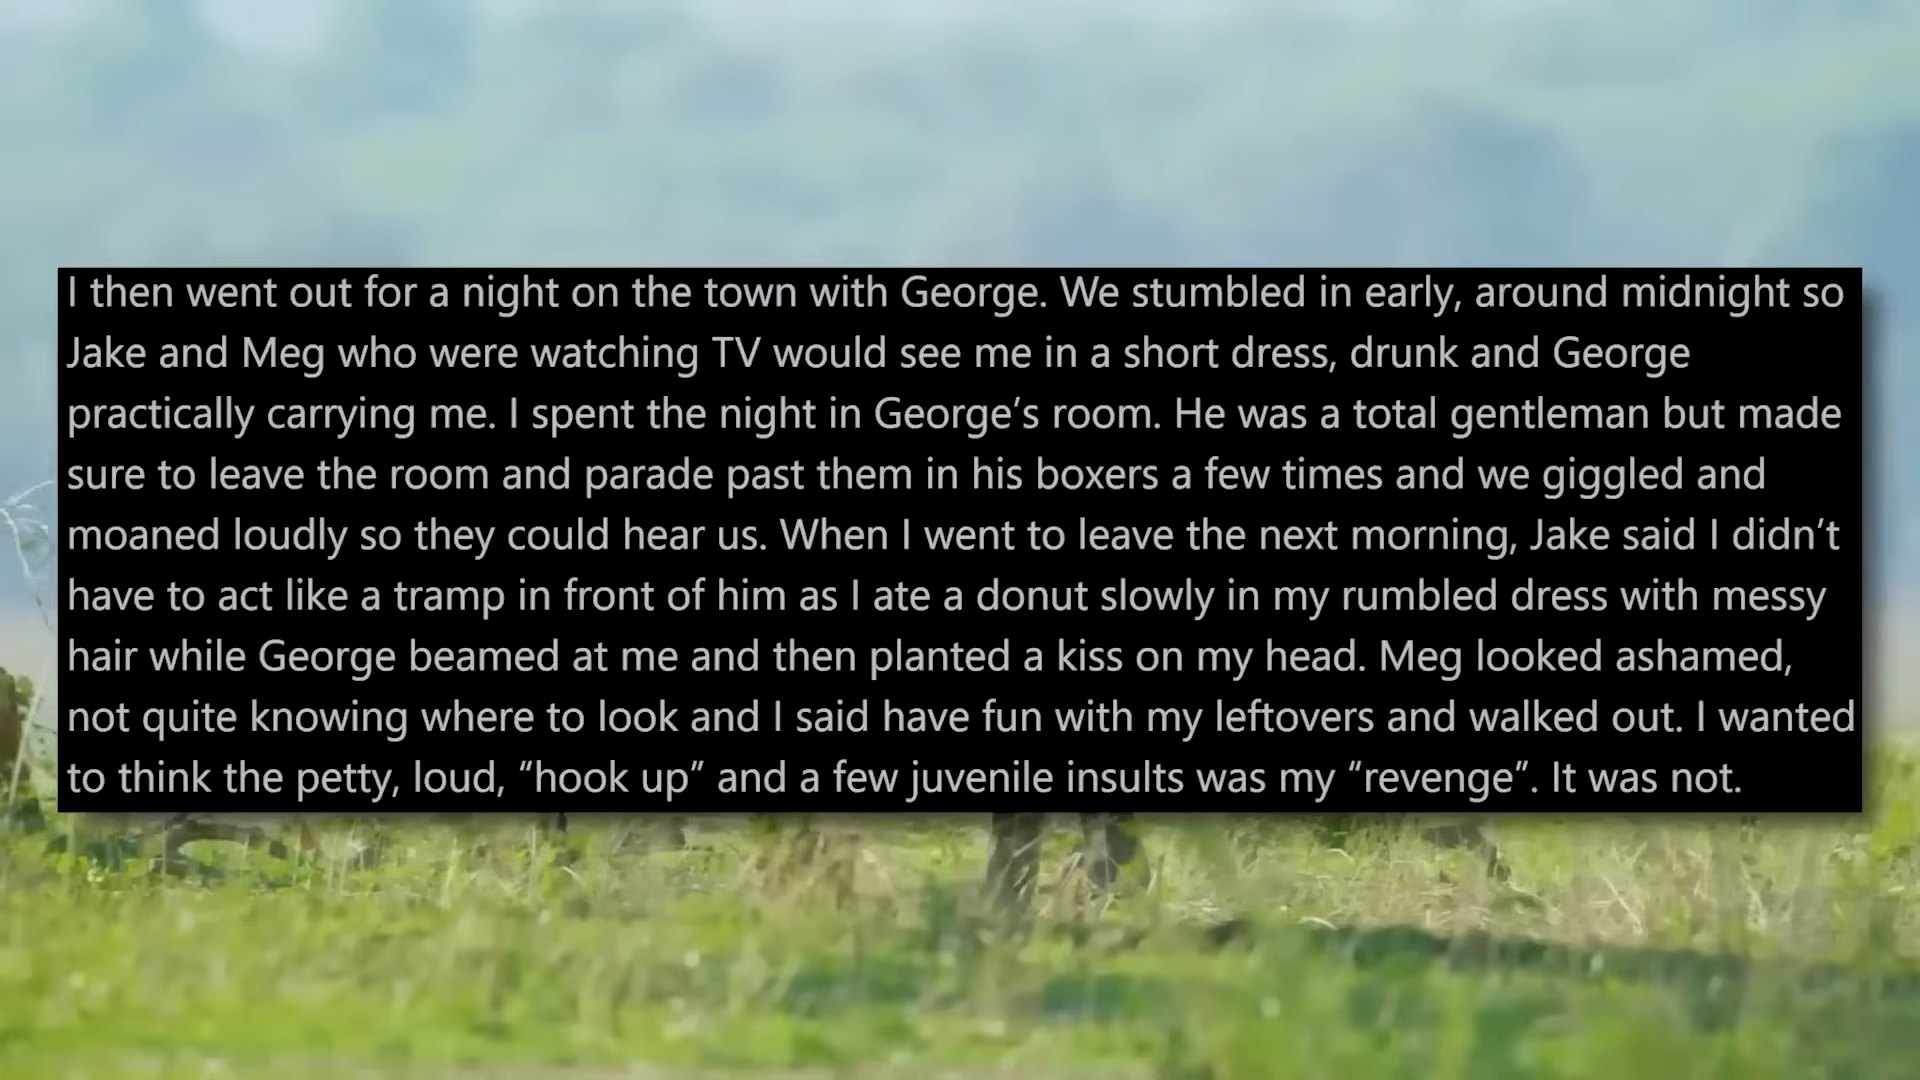 I then went out for a night on the town with George. We stumbled in early, around midnight so
Jake and Meg who were watching TV would see me in a short dress, drunk and George
practically carrying me. I spent the night in George’s room. He was a total gentleman but made
sure to leave the room and parade past them in his boxers a few times and we giggled and
moaned loudly so they could hear us. When I went to leave the next morning, Jake said I didn’t
have to act like a tramp in front of him as I ate a donut slowly in my rumbled dress with messy
hair while George beamed at me and then planted a kiss on my head. Meg looked ashamed,
not quite knowing where to look and I said have fun with my leftovers and walked out. I wanted
to think the petty, loud, “hook up” and a few juvenile insults was my “revenge”. It was not.